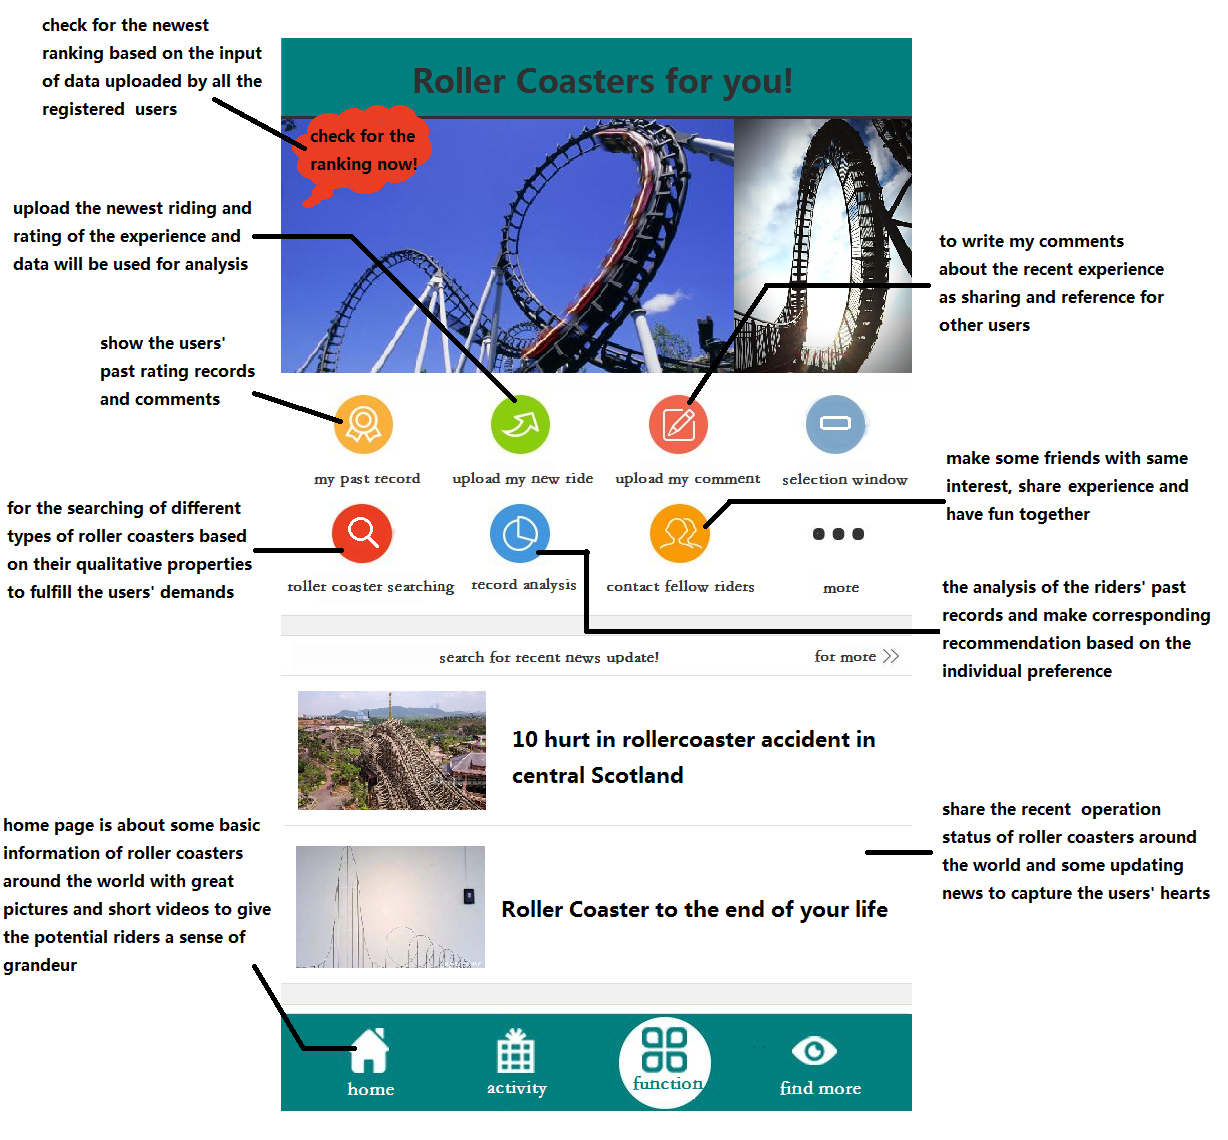 check for the newest
ranking based on the input
of data uploaded by all the
registered users
Roller Coasters for you!
check for the
ranking now!
upload the newest riding and
rating of the experience and
data will be used for analysis
to write my comments
about the recent experience
as sharing and reference for
other users
show the users'
past rating records
and comments
my past record
upload my new ride
upload my comment
selection window
make some friends with same
interest, share experience and
have fun together
for the searching of different
types of roller coasters based
on their qualitative properties
to fulfill the users' demands
roller coaster searching
record analysis
contact fellow riders
more
the analysis of the riders' past
records and make corresponding
recommendation based on the
individual preference
search for recent news update!
for more
10 hurt in rollercoaster accident in
central Scotland
share the recent operation
status of roller coasters around
the world and some updating
news to capture the users' hearts
home page is about some basic
information of roller coasters
around the world with great
pictures and short videos to give
the potential riders a sense of
grandeur
Roller Coaster to the end of your life
home
activity
function
find more